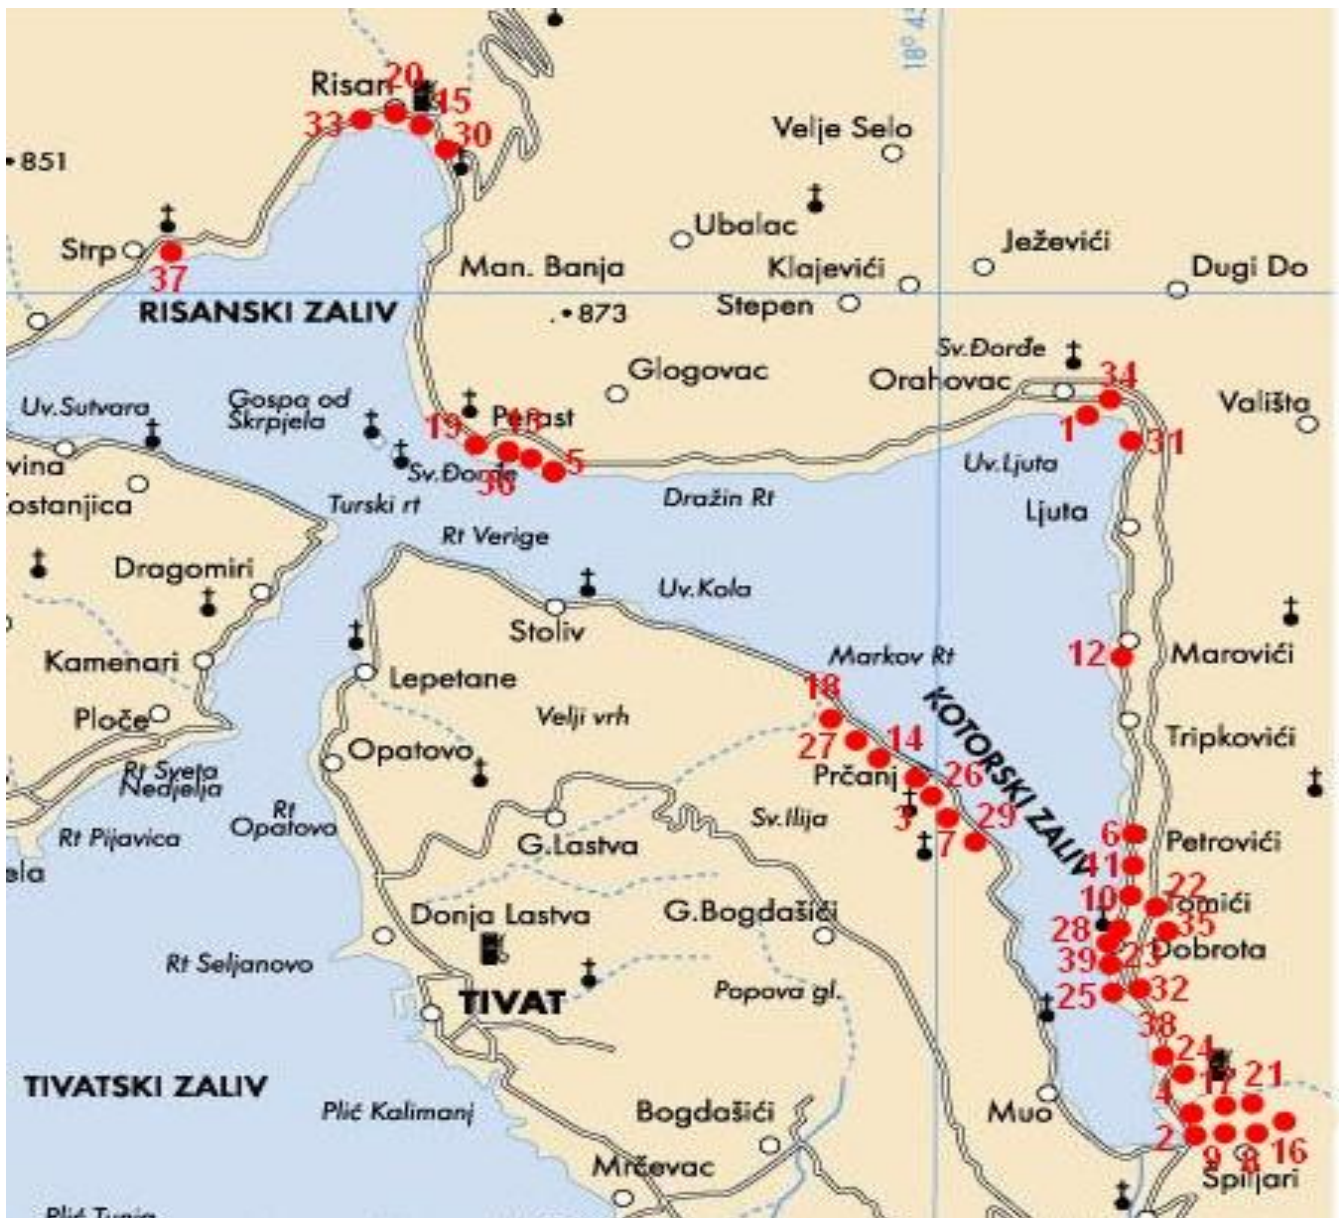 18° 45
Risan
20
15
33
30
851
Velje Selo
Ubalac
Strp
37
Man. Banja
Klajevići
Ježevići
Dugi Do
Stepen
RISANSKI ZALIV
873
Sv.Đorđe
Glogovac
Orahovac
34
Vališta
Uv.Sutvara
Gospa od
Škrpjela
19
Perast
1
31
vina
Sv.Đorđe
36
5
Uv.Ljuta
ostanjica
Turski rt
Dražin Rt
Ljuta
Rt Verige
Dragomiri
Uv.Kola
Stoliv
Kamenari
Lepetane
Markov Rt
12
Marovići
18
Ploče
Velji vrh
KOTORSKI ZALIV
27
14
Opatovo
Tripkovići
Rt Sveta
Nedjelja
Prčanj
26
Rt
Opatovo
Sv.Ilija
3
29
Rt Pijavica
G.Lastva
7
6
Petrovići
ela
41
10
22
Tomići
Donja Lastva
G.Bogdašići
28
35
Rt Seljanovo
39
23
Dobrota
TIVAT
Popova gl.
25
32
38
24
TIVATSKI ZALIV
Plić Kalimanj
Bogdašići
Muo
4
21
2
9
8
16
Mrčevac
Špiljari